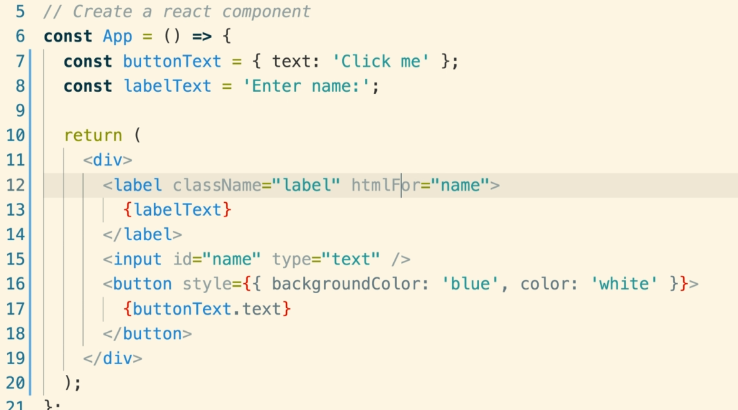 5 // Create a react component
6 const App = () => {
7 const buttonText = { text: 'Click me' };
8 const labelText = 'Enter name:';
9
10 return (
11 <div>
12 <label className="label" htmlFor="name">
13 {labelText}
14 </label>
15 <input id="name" type="text" />
16 <button style={{ backgroundColor: 'blue', color: 'white' }}>
17 {buttonText.text}
18 </button>
19 </div>
20 );
21 };